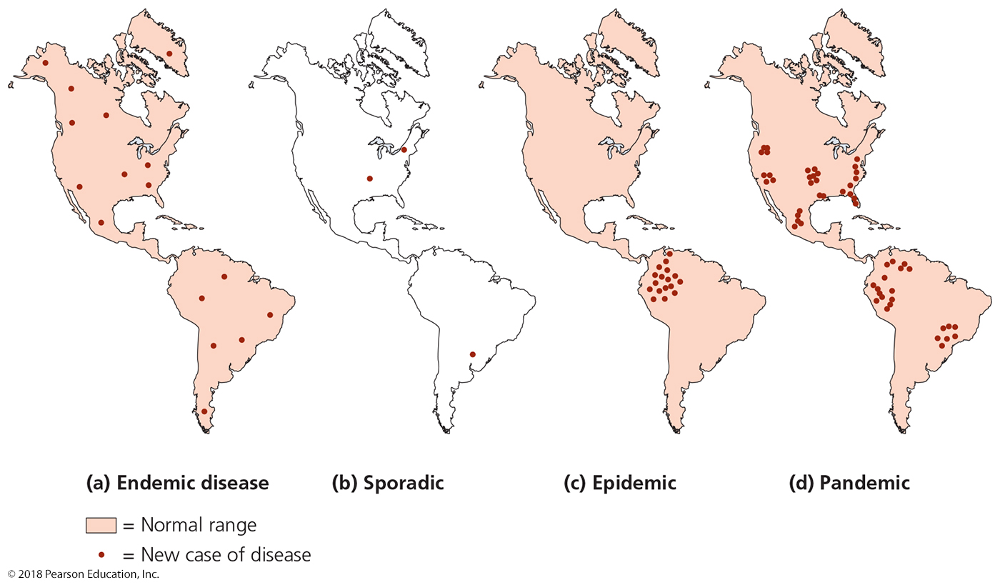 (a) Endemic disease
(b) Sporadic
(c) Epidemic
(d) Pandemic
= Normal range
= New case of disease
© 2018 Pearson Education, Inc.